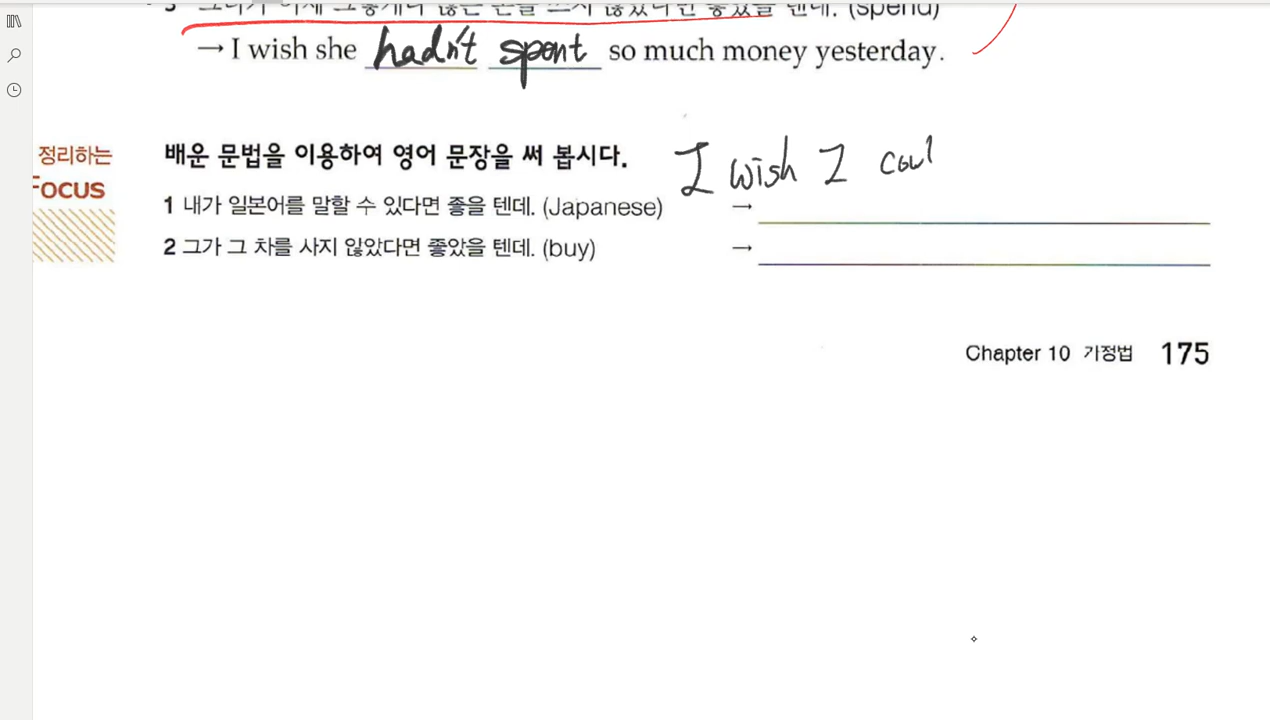 (spend)
→ I wish she hadn't spent so much money yesterday.
정리하는
FOCUS
배운 문법을 이용하여 영어 문장을 써 봅시다.
I wish I coul
1 내가 일본어를 말할 수 있다면 좋을 텐데. (Japanese) →
2 그가 그 차를 사지 않았다면 좋았을 텐데. (buy) →
Chapter 10 가정법 175